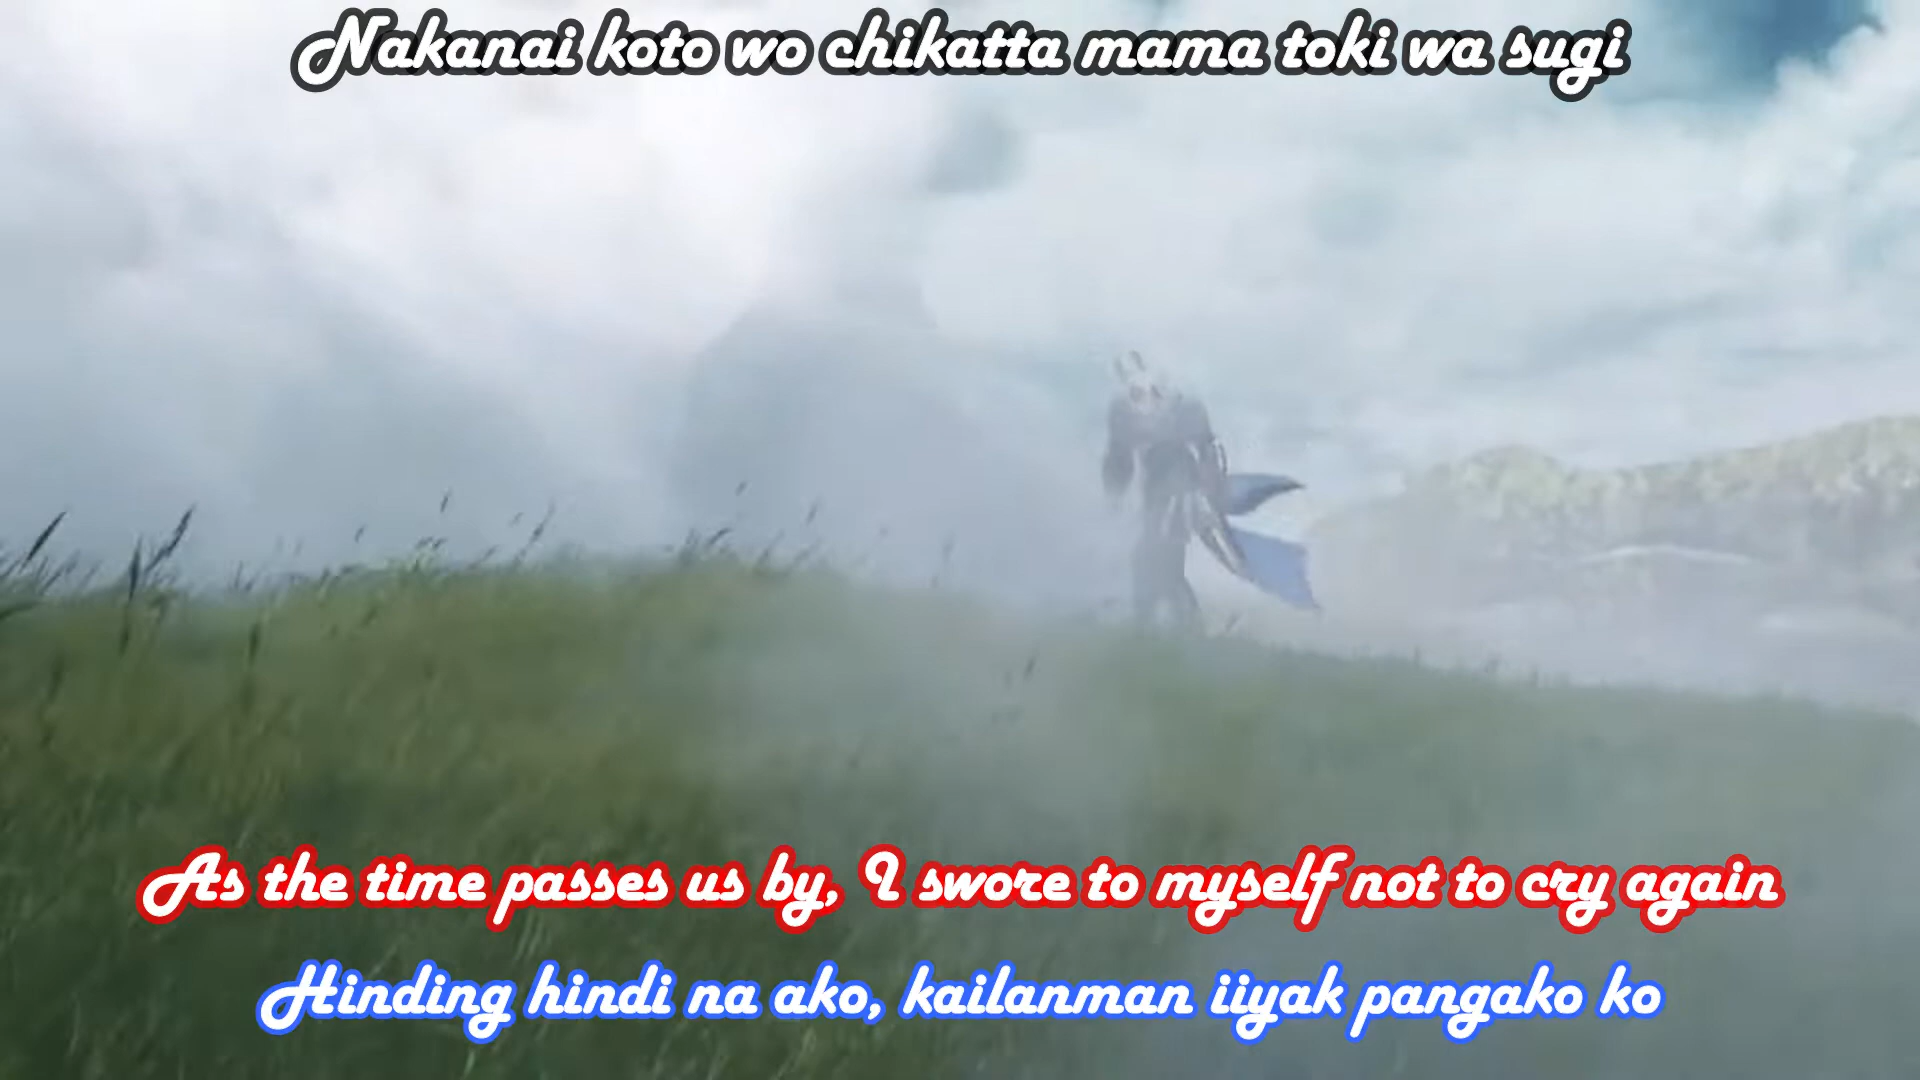 Nakanai koto wo chikatta mama toki wa sugi
As the time passes us by, I swore to myself not to cry again
Hinding hindi na ako, kailanman iiyak pangako ko